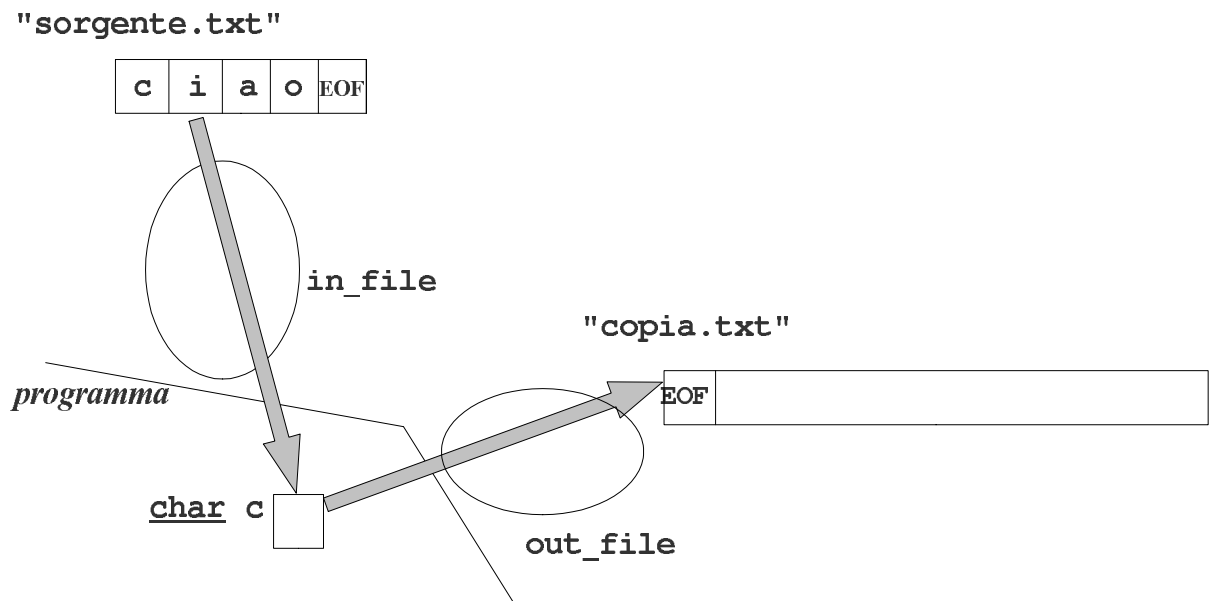 "sorgente.txt"
c i a o EOF
in_file
"copia.txt"
programma
EOF
char c
out_file